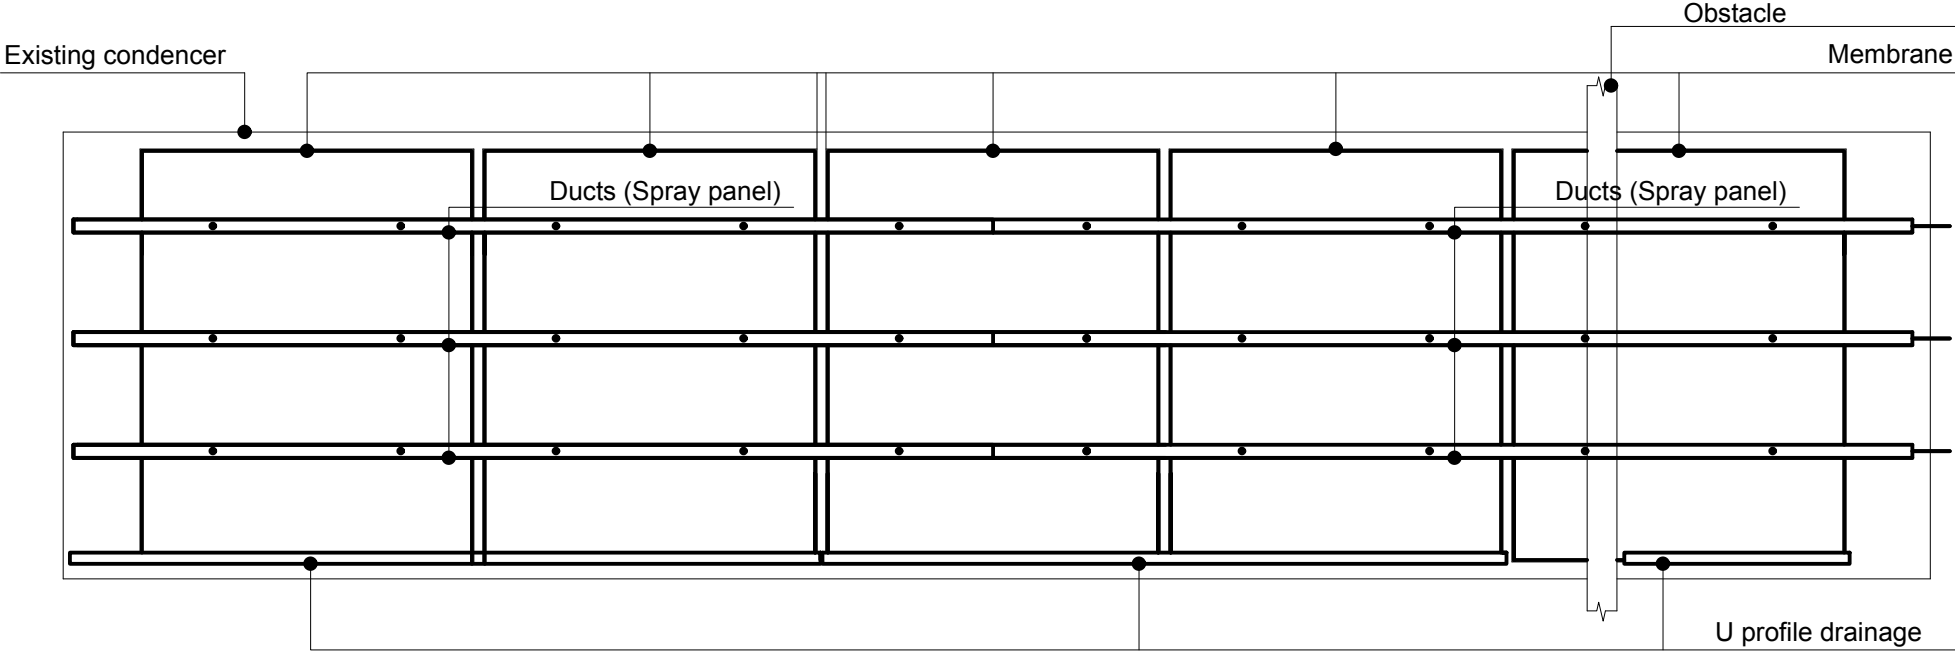 Obstacle
Existing condencer
Membrane
Ducts (Spray panel)
Ducts (Spray panel)
U profile drainage